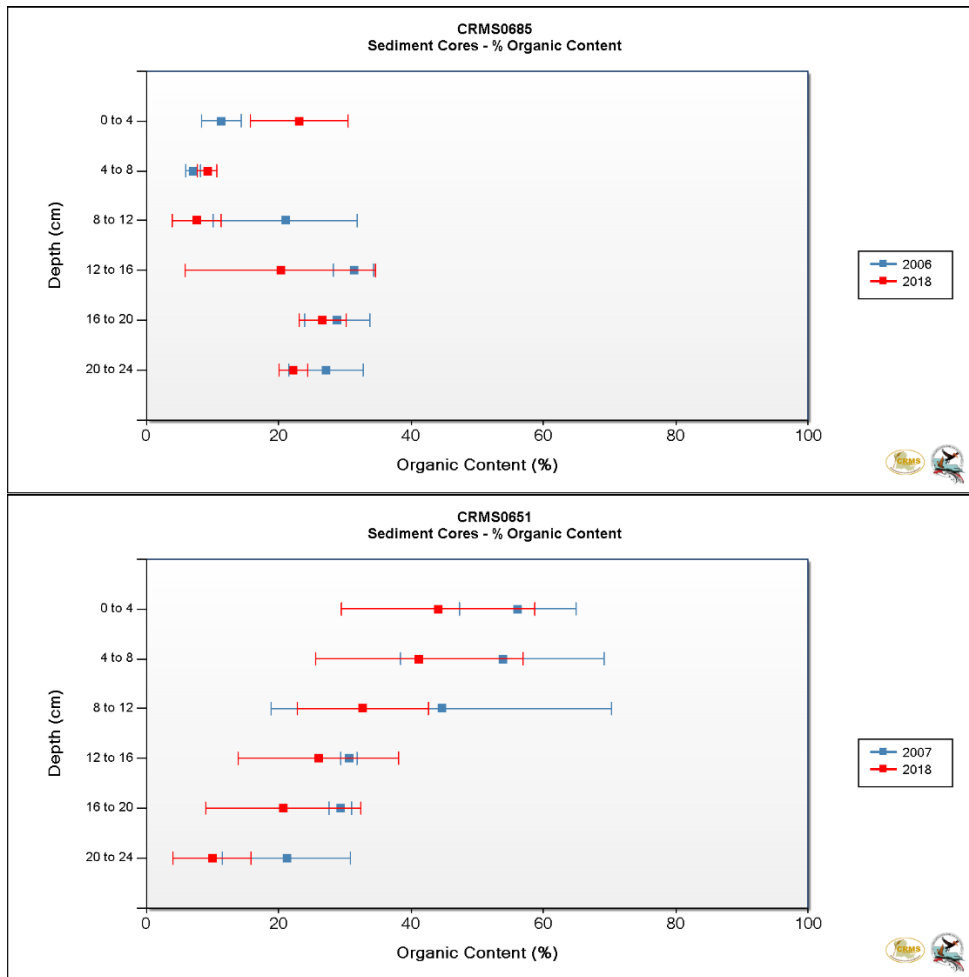 CRMS0685
Sediment Cores - % Organic Content
Depth (cm)
0 to 4
4 to 8
8 to 12
12 to 16
16 to 20
20 to 24
0 20 40 60 80 100
Organic Content (%)
2006
2018
CRMS
CRMS0651
Sediment Cores - % Organic Content
Depth (cm)
0 to 4
4 to 8
8 to 12
12 to 16
16 to 20
20 to 24
0 20 40 60 80 100
Organic Content (%)
2007
2018
CRMS